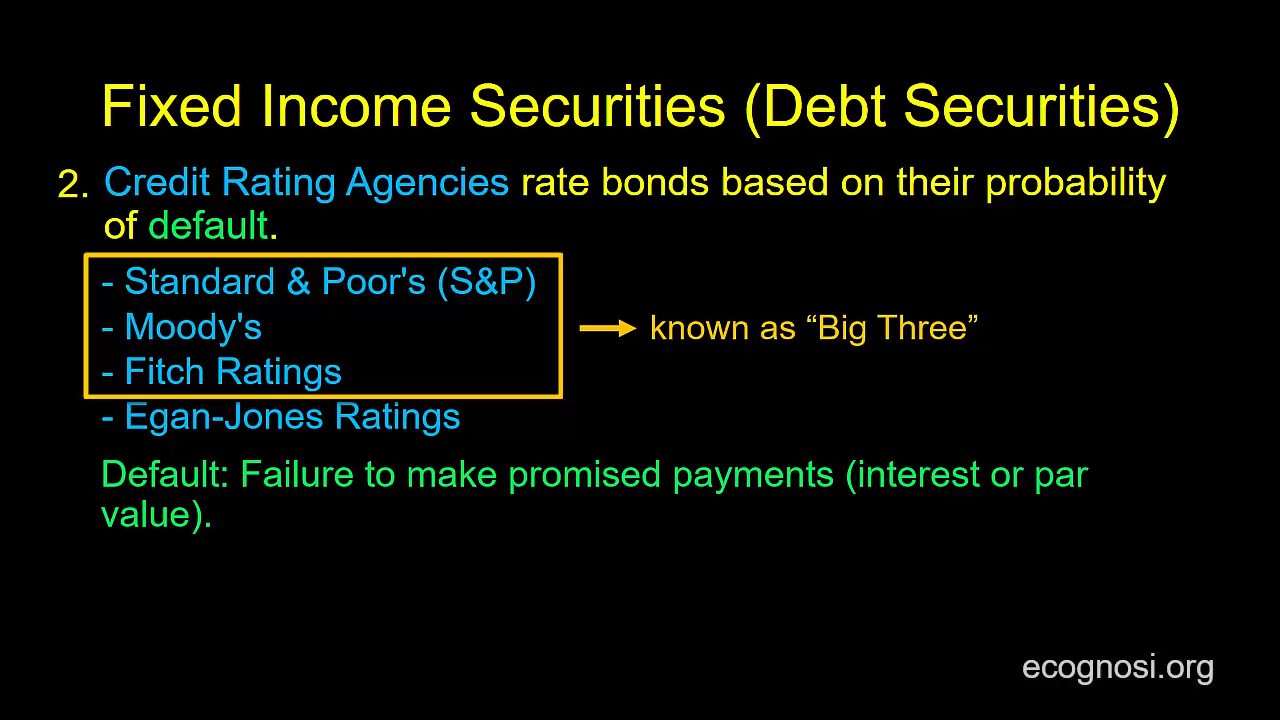 Fixed Income Securities (Debt Securities)
2. Credit Rating Agencies rate bonds based on their probability
of default.
- Standard & Poor's (S&P)
- Moody's
- Fitch Ratings
known as “Big Three”
- Egan-Jones Ratings
Default: Failure to make promised payments (interest or par
value).
ecognosi.org